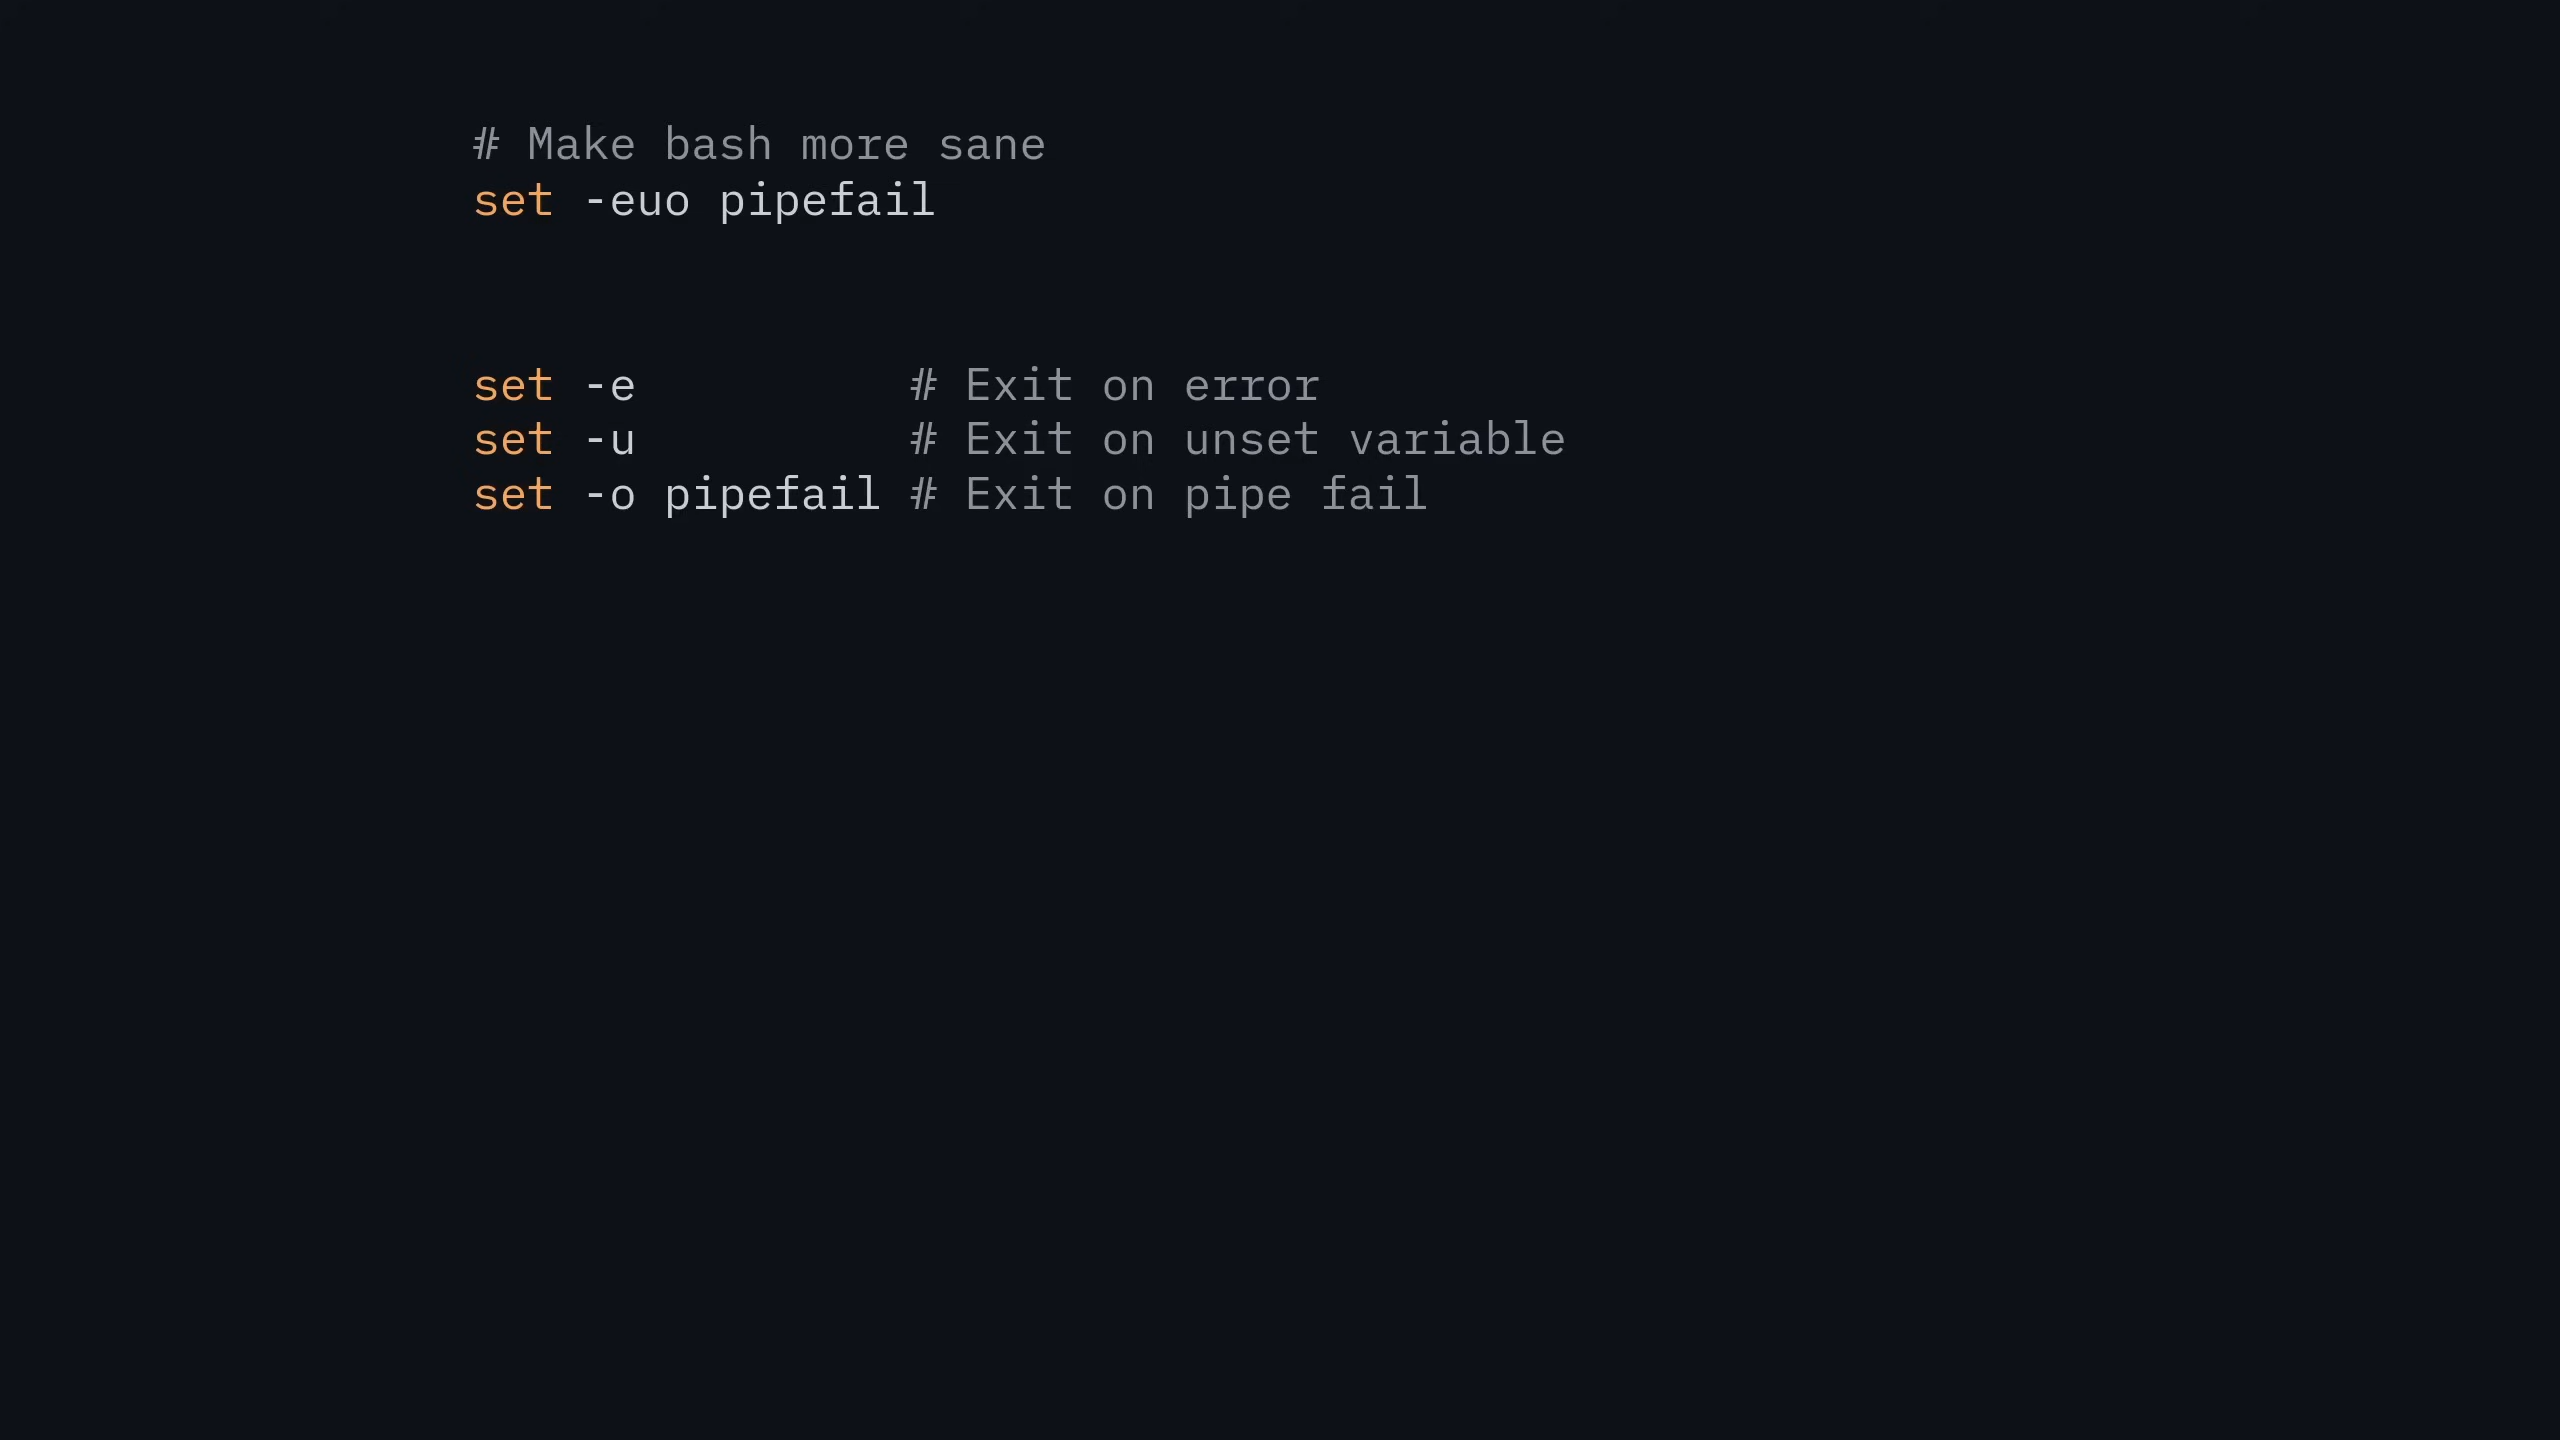 # Make bash more sane
set -euo pipefail
set -e          # Exit on error
set -u          # Exit on unset variable
set -o pipefail # Exit on pipe fail